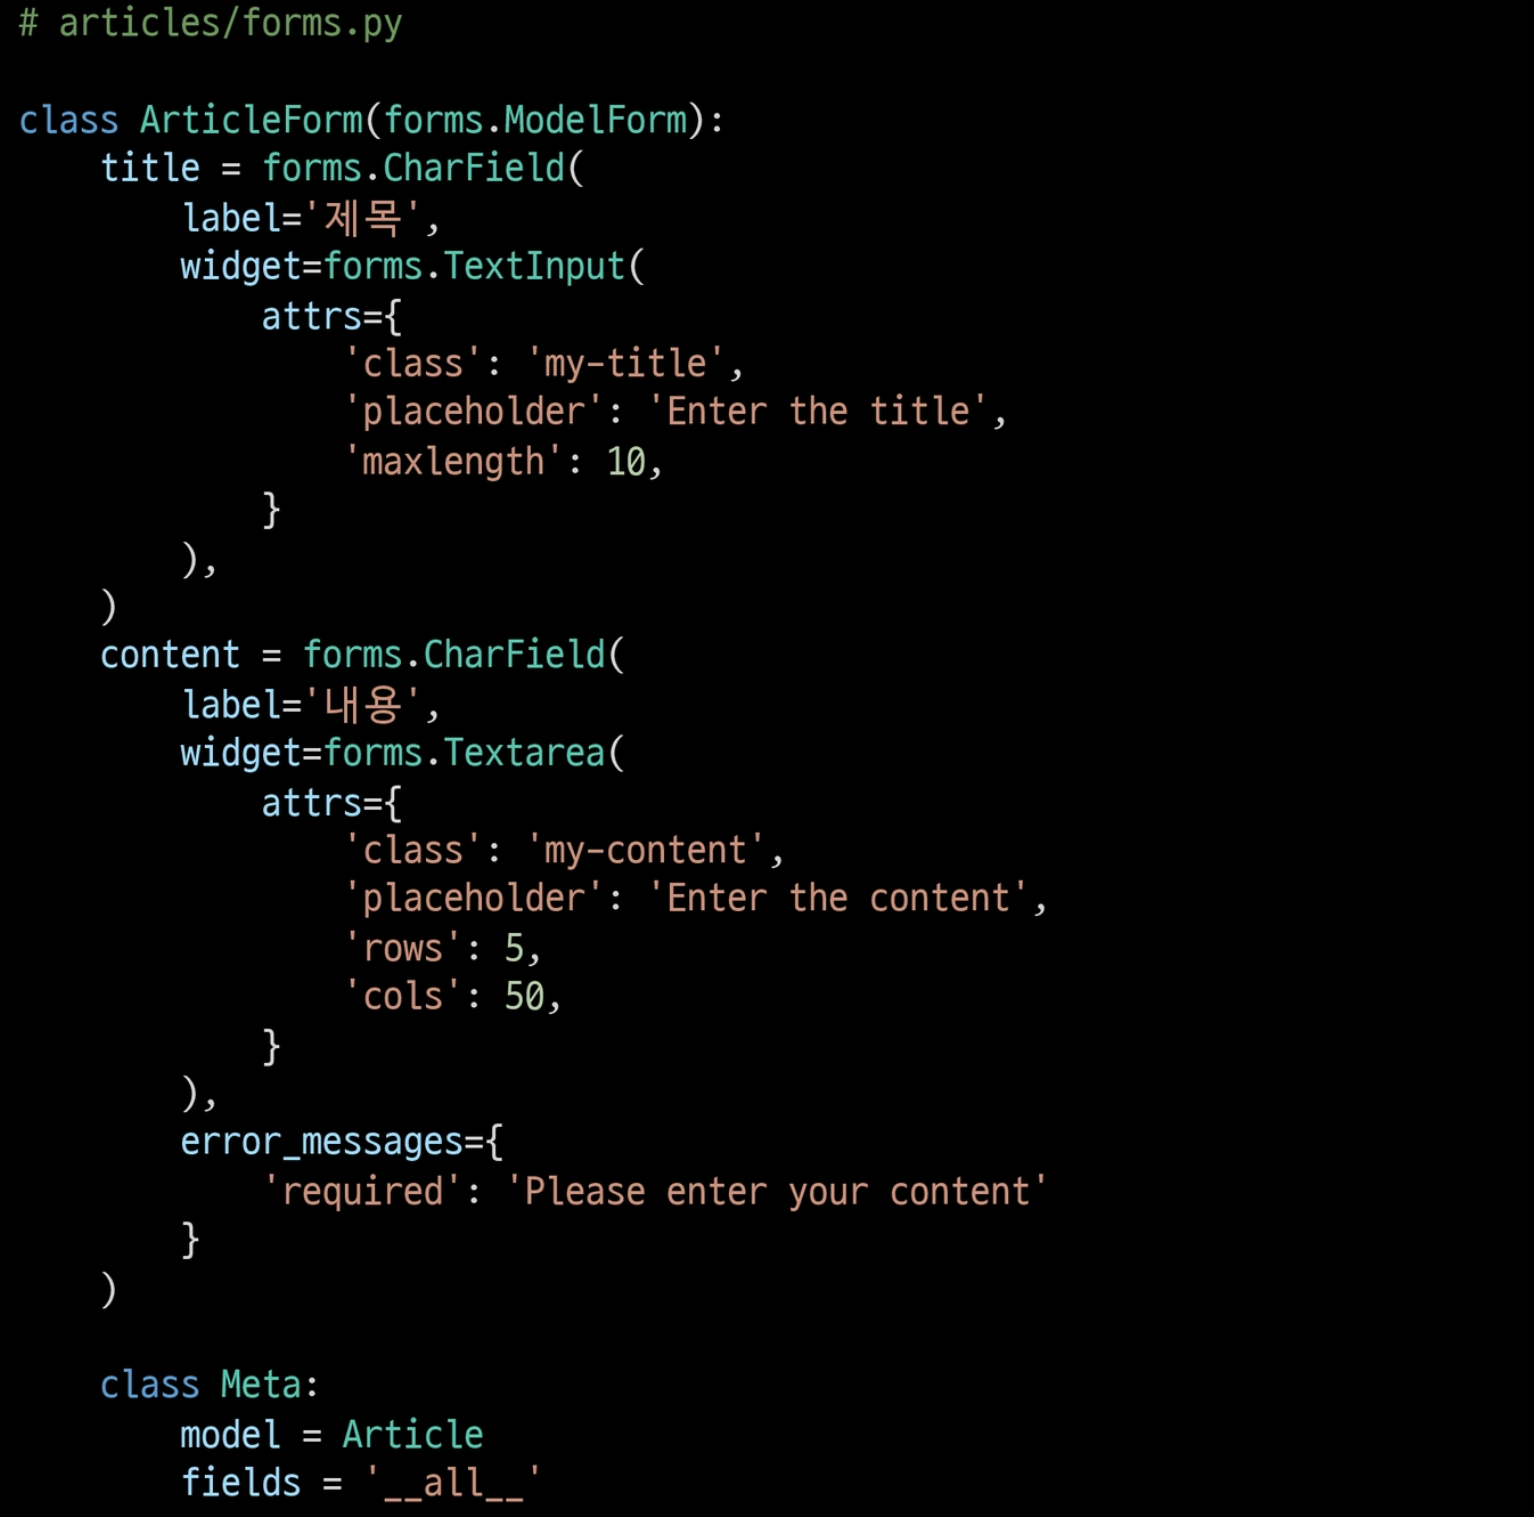 # articles/forms.py

class ArticleForm(forms.ModelForm):
    title = forms.CharField(
        label='제목',
        widget=forms.TextInput(
            attrs={
                'class': 'my-title',
                'placeholder': 'Enter the title',
                'maxlength': 10,
            }
        ),
    )
    content = forms.CharField(
        label='내용',
        widget=forms.Textarea(
            attrs={
                'class': 'my-content',
                'placeholder': 'Enter the content',
                'rows': 5,
                'cols': 50,
            }
        ),
        error_messages={
            'required': 'Please enter your content'
        }
    )

    class Meta:
        model = Article
        fields = '__all__'